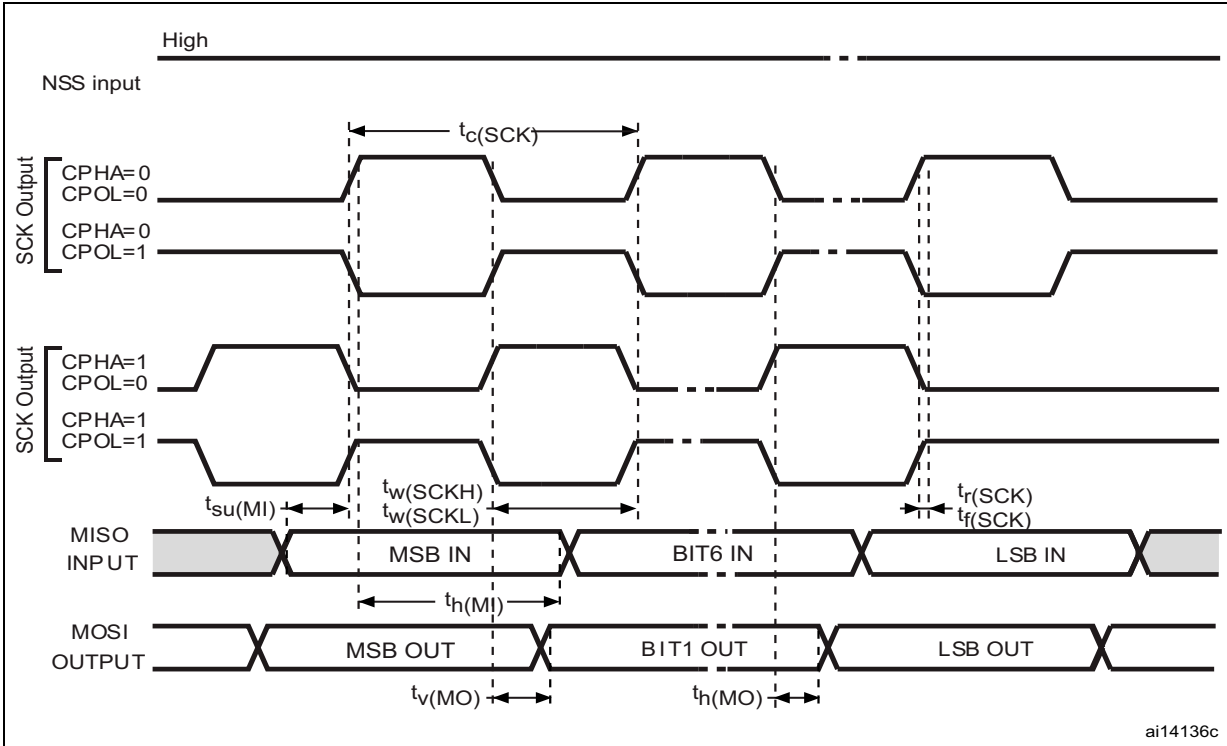 High
NSS input
tc(SCK)
SCK Output
CPHA=0
CPOL=0
CPHA=0
CPOL=1
SCK Output
CPHA=1
CPOL=0
CPHA=1
CPOL=1
tsu(MI)
tw(SCKH)
tw(SCKL)
tr(SCK)
tf(SCK)
MISO
INPUT
MSB IN
BIT6 IN
LSB IN
th(MI)
MOSI
OUTPUT
MSB OUT
BIT1 OUT
LSB OUT
tv(MO)
th(MO)
ai14136c